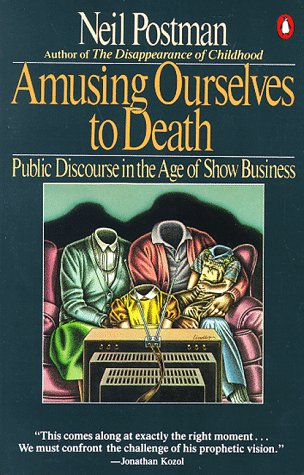 Neil Postman
Author of The Disappearance of Childhood
Amusing Ourselves
to Death
Public Discourse in the Age of Show Business
"This comes along at exactly the right moment . . .
We must confront the challenge of his prophetic vision."
—Jonathan Kozol